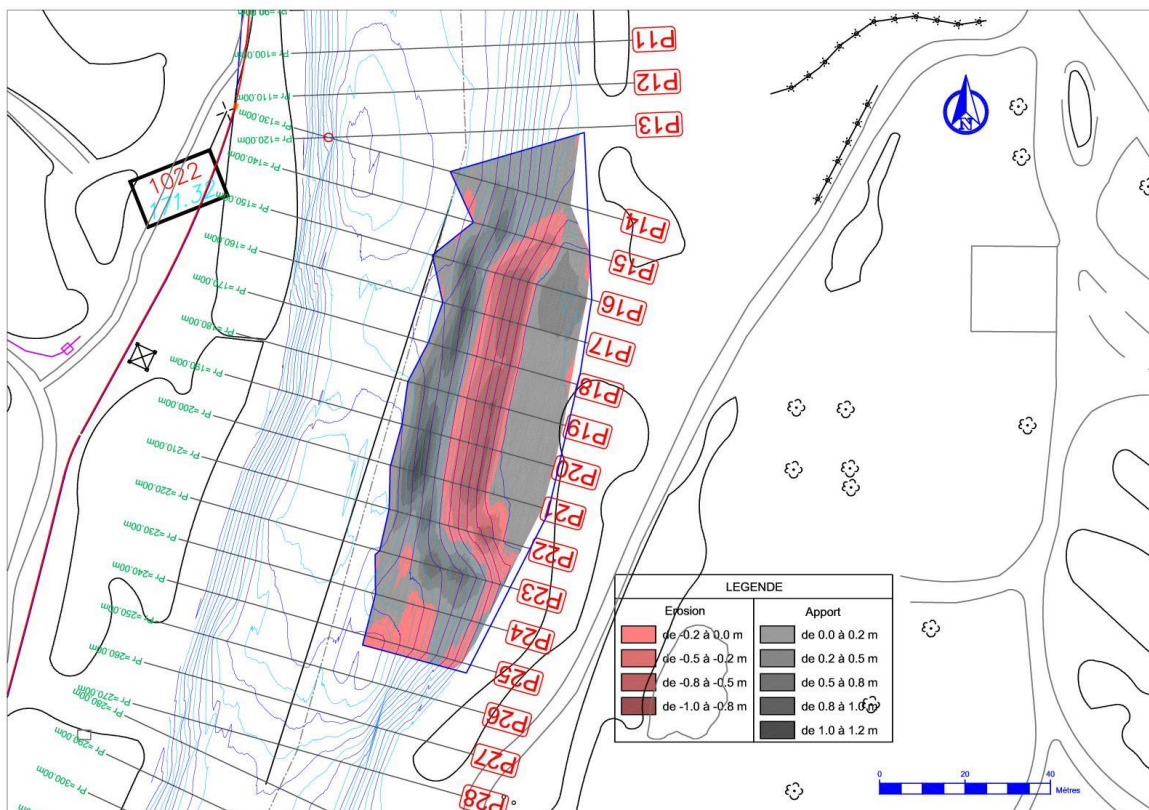 Pr=90.00m
P11
Pr=100.00m
P12
Pr=110.00m
P13
Pr=130.00m
Pr=120.00m
Pr=140.00m
P14
Pr=150.00m
P15
Pr=160.00m
P16
Pr=170.00m
P17
Pr=180.00m
P18
Pr=190.00m
P19
Pr=200.00m
P20
Pr=210.00m
P21
Pr=220.00m
P22
Pr=230.00m
P23
Pr=240.00m
P24
Pr=250.00m
P25
Pr=260.00m
P26
Pr=270.00m
P27
Pr=280.00m
P28
Pr=290.00m
Pr=300.00m
1022
171.32
N
LEGENDE
Erosion
de -0.2 à 0.0 m
de -0.5 à -0.2 m
de -0.8 à -0.5 m
de -1.0 à -0.8 m
Apport
de 0.0 à 0.2 m
de 0.2 à 0.5 m
de 0.5 à 0.8 m
de 0.8 à 1.0
de 1.0 à 1.2 m
0 20 40
Mètres